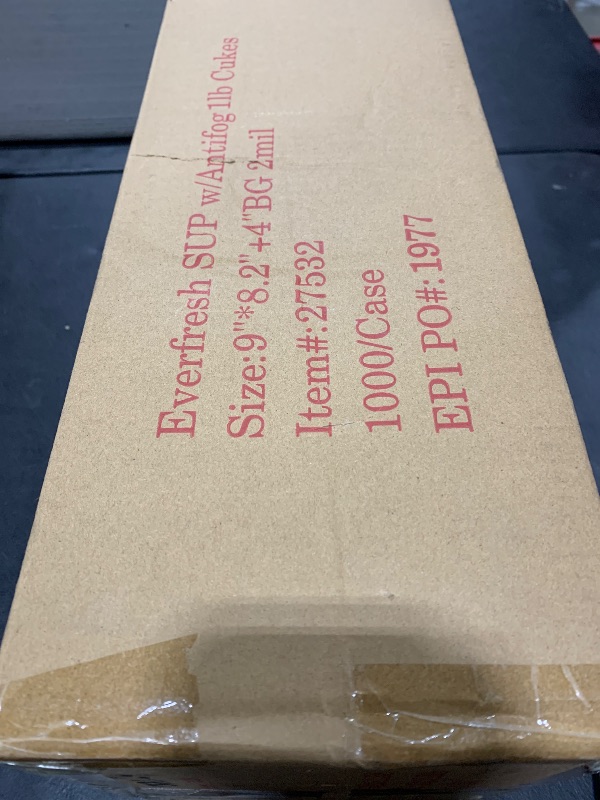 Everfresh SUP w/Antifog 1lb Cukes
Size:9"*8.2"+4"BG 2mil
Item#:27532
1000/Case
EPI PO#:1977